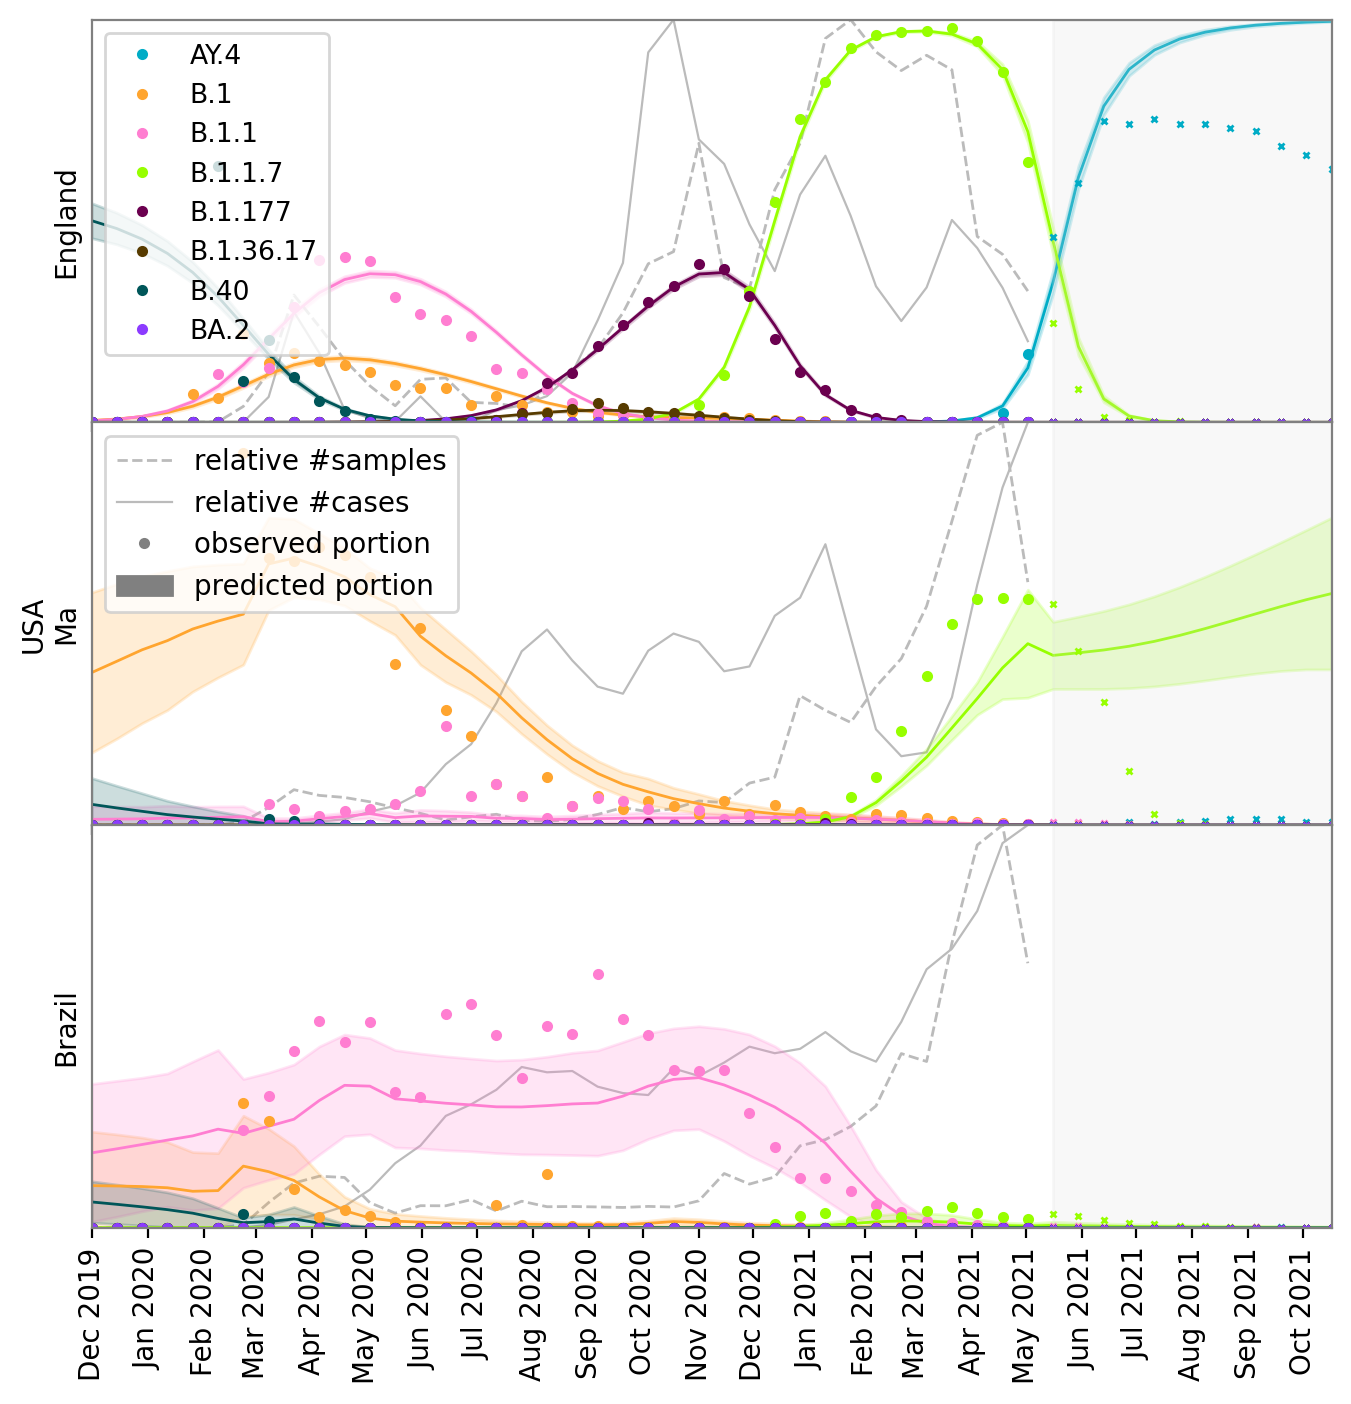 England
AY.4
B.1
B.1.1
B.1.1.7
B.1.177
B.1.36.17
B.40
BA.2
USA
Ma
relative #samples
relative #cases
observed portion
predicted portion
Brazil
Dec 2019
Jan 2020
Feb 2020
Mar 2020
Apr 2020
May 2020
Jun 2020
Jul 2020
Aug 2020
Sep 2020
Oct 2020
Nov 2020
Dec 2020
Jan 2021
Feb 2021
Mar 2021
Apr 2021
May 2021
Jun 2021
Jul 2021
Aug 2021
Sep 2021
Oct 2021